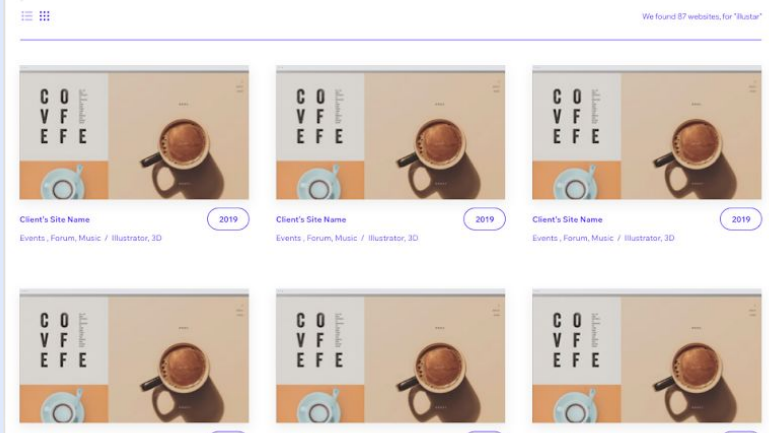 We found 87 websites, for "illustar"
C O
V F
E F E
C O
V F
E F E
C O
V F
E F E
Client's Site Name
2019
Client's Site Name
2019
Client's Site Name
2019
Events , Forum, Music / Illustrator, 3D
Events , Forum, Music / Illustrator, 3D
Events , Forum, Music / Illustrator, 3D
C O
V F
E F E
C O
V F
E F E
C O
V F
E F E